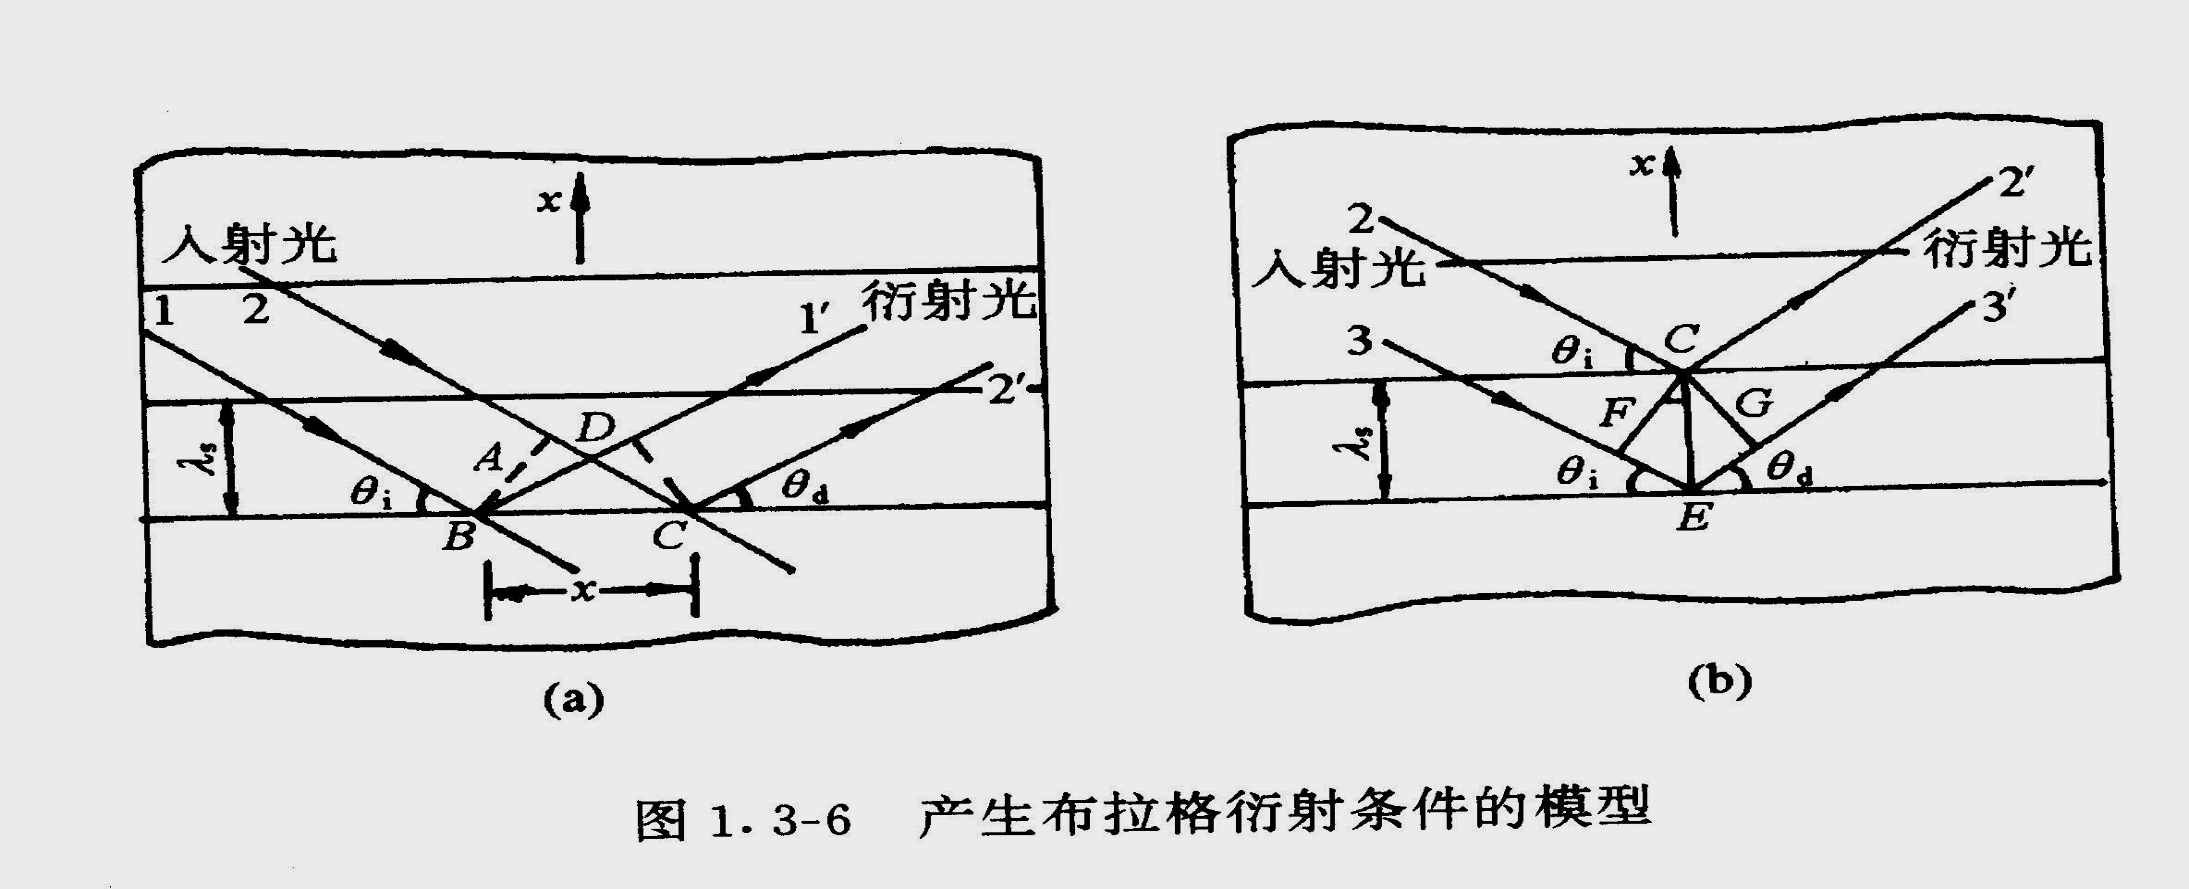 x
入射光
1 2
1′ 衍射光
2′
λs
A D
θi
θd
B C
x
(a)
x
2 2′
入射光 衍射光
3 3′
θi C
λs
F G
θi θd
E
(b)
图 1.3-6 产生布拉格衍射条件的模型